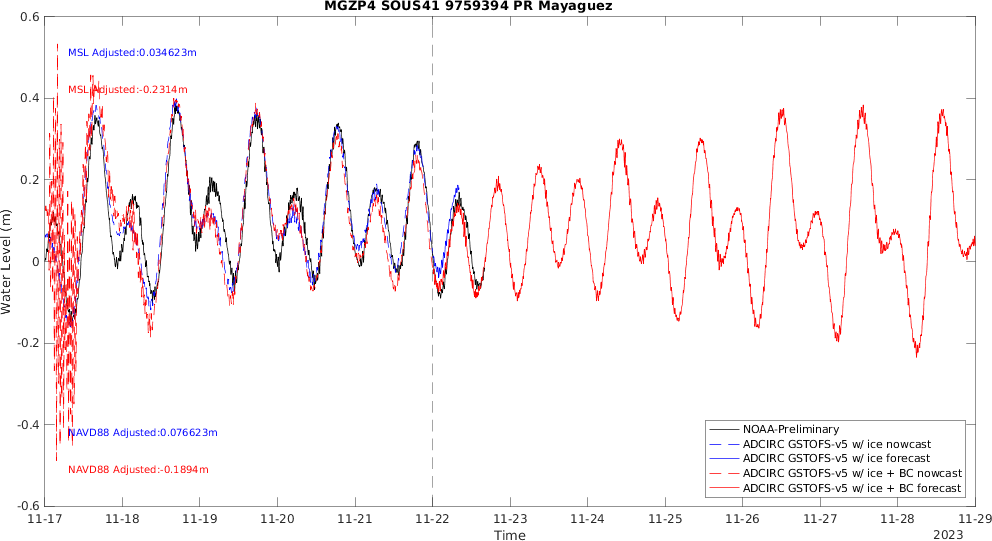 MGZP4 SOUS41 9759394 PR Mayaguez
0.6
MSL Adjusted:0.034623m
MSL Adjusted:-0.2314m
0.4
0.2
Water Level (m)
0
-0.2
-0.4
NAVD88 Adjusted:0.076623m
NAVD88 Adjusted:-0.1894m
NOAA-Preliminary
ADCIRC GSTOFS-v5 w/ ice nowcast
ADCIRC GSTOFS-v5 w/ ice forecast
ADCIRC GSTOFS-v5 w/ ice + BC nowcast
ADCIRC GSTOFS-v5 w/ ice + BC forecast
-0.6
11-17 11-18 11-19 11-20 11-21 11-22 11-23 11-24 11-25 11-26 11-27 11-28 11-29
Time
2023